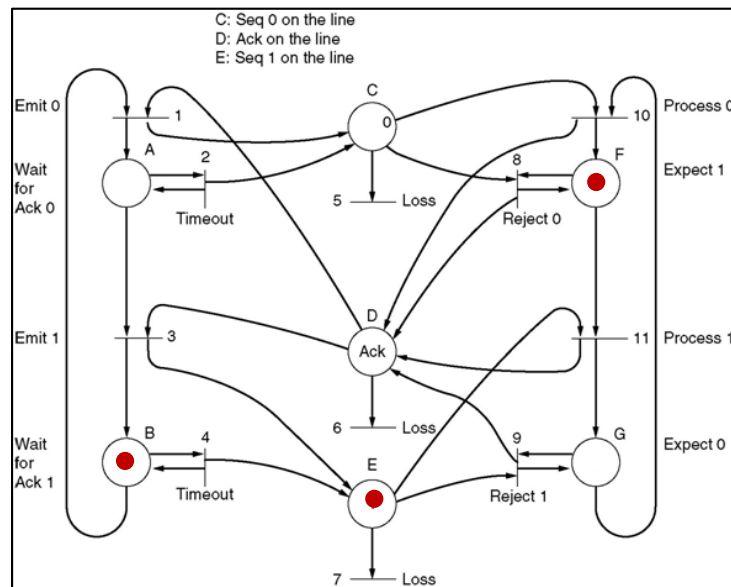 C: Seq 0 on the line
D: Ack on the line
E: Seq 1 on the line
C
Emit 0
1
0
10
Process 0
A
2
8
F
Wait
for
Ack 0
Expect 1
5
Loss
Timeout
Reject 0
D
Emit 1
3
Ack
11
Process 1
6
Loss
B
4
E
9
G
Wait
for
Ack 1
Expect 0
Timeout
Reject 1
7
Loss